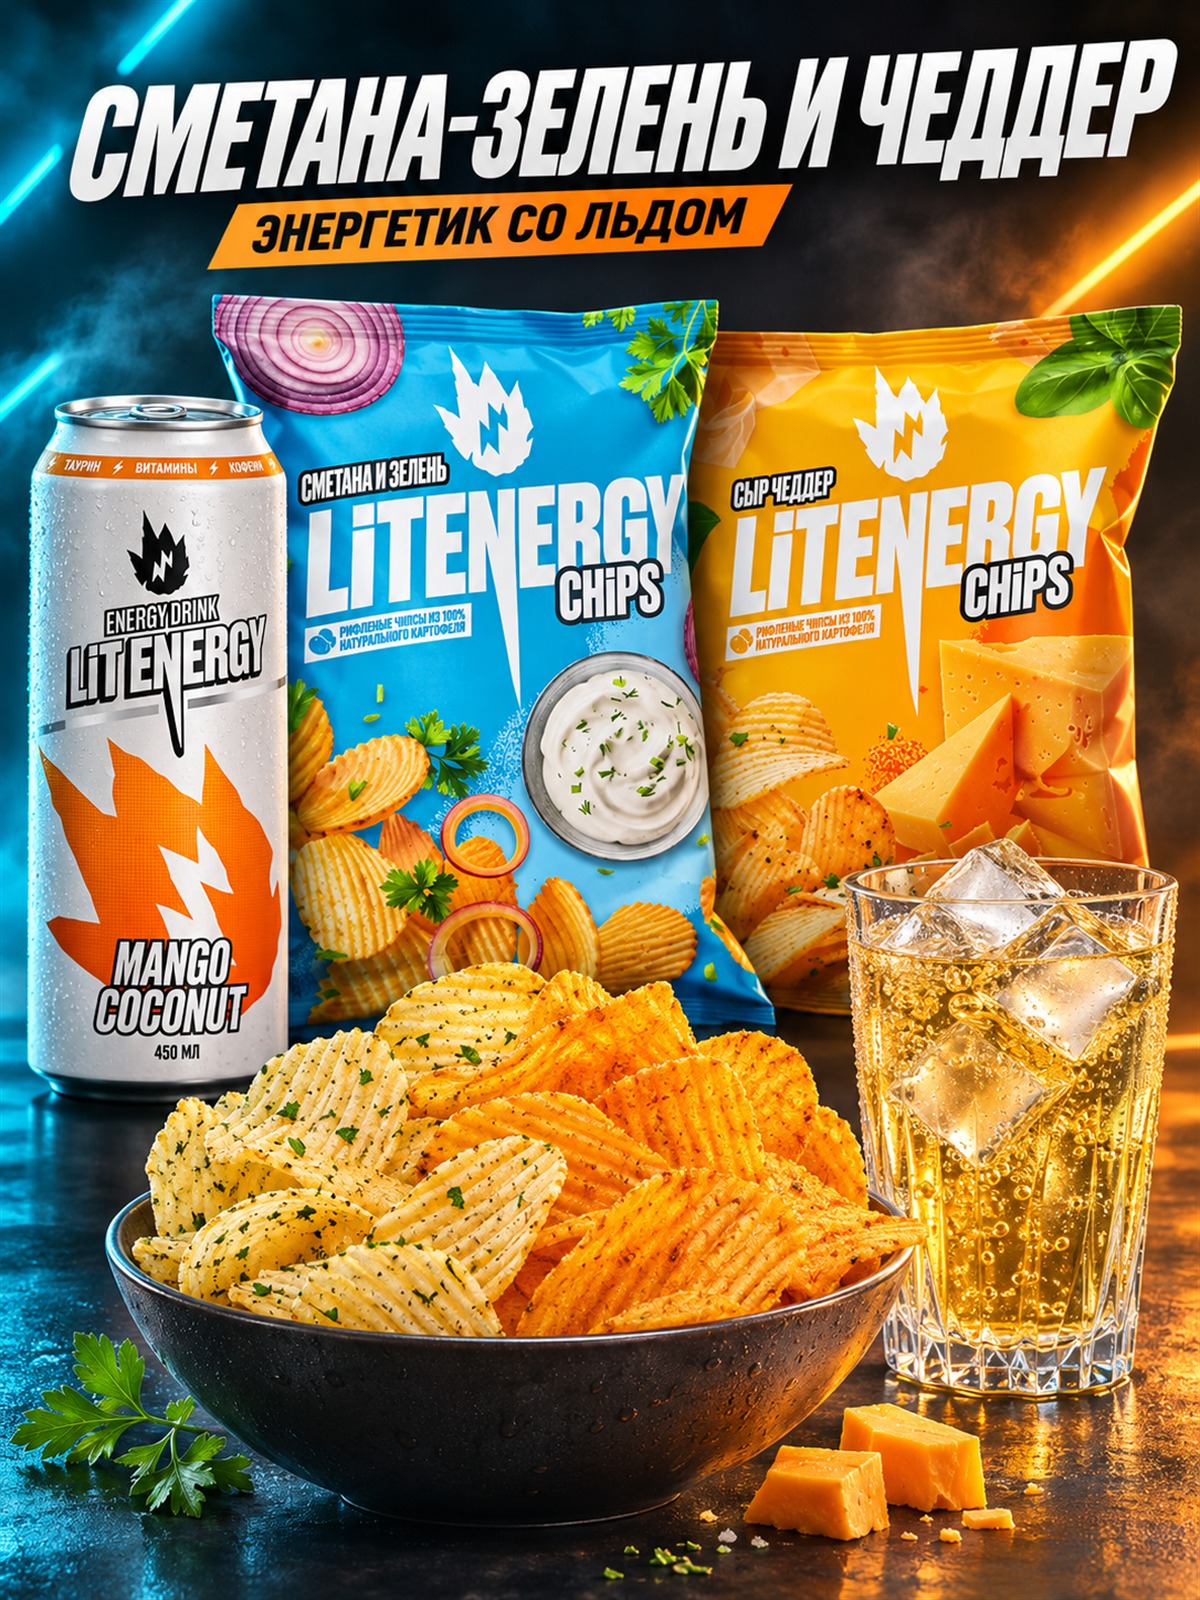 СМЕТАНА-ЗЕЛЕНЬ И ЧЕДДЕР
ЭНЕРГЕТИК СО ЛЬДОМ
ТАУРИН ВИТАМИНЫ КОФЕИН
ENERGY DRINK
LiTENERGY
MANGO
COCONUT
450 МЛ
СМЕТАНА И ЗЕЛЕНЬ
LiTENERGY
CHiPS
РИФЛЕНЫЕ ЧИПСЫ ИЗ 100%
НАТУРАЛЬНОГО КАРТОФЕЛЯ
СЫР ЧЕДДЕР
LiTENERGY
CHiPS
РИФЛЕНЫЕ ЧИПСЫ ИЗ 100%
НАТУРАЛЬНОГО КАРТОФЕЛЯ